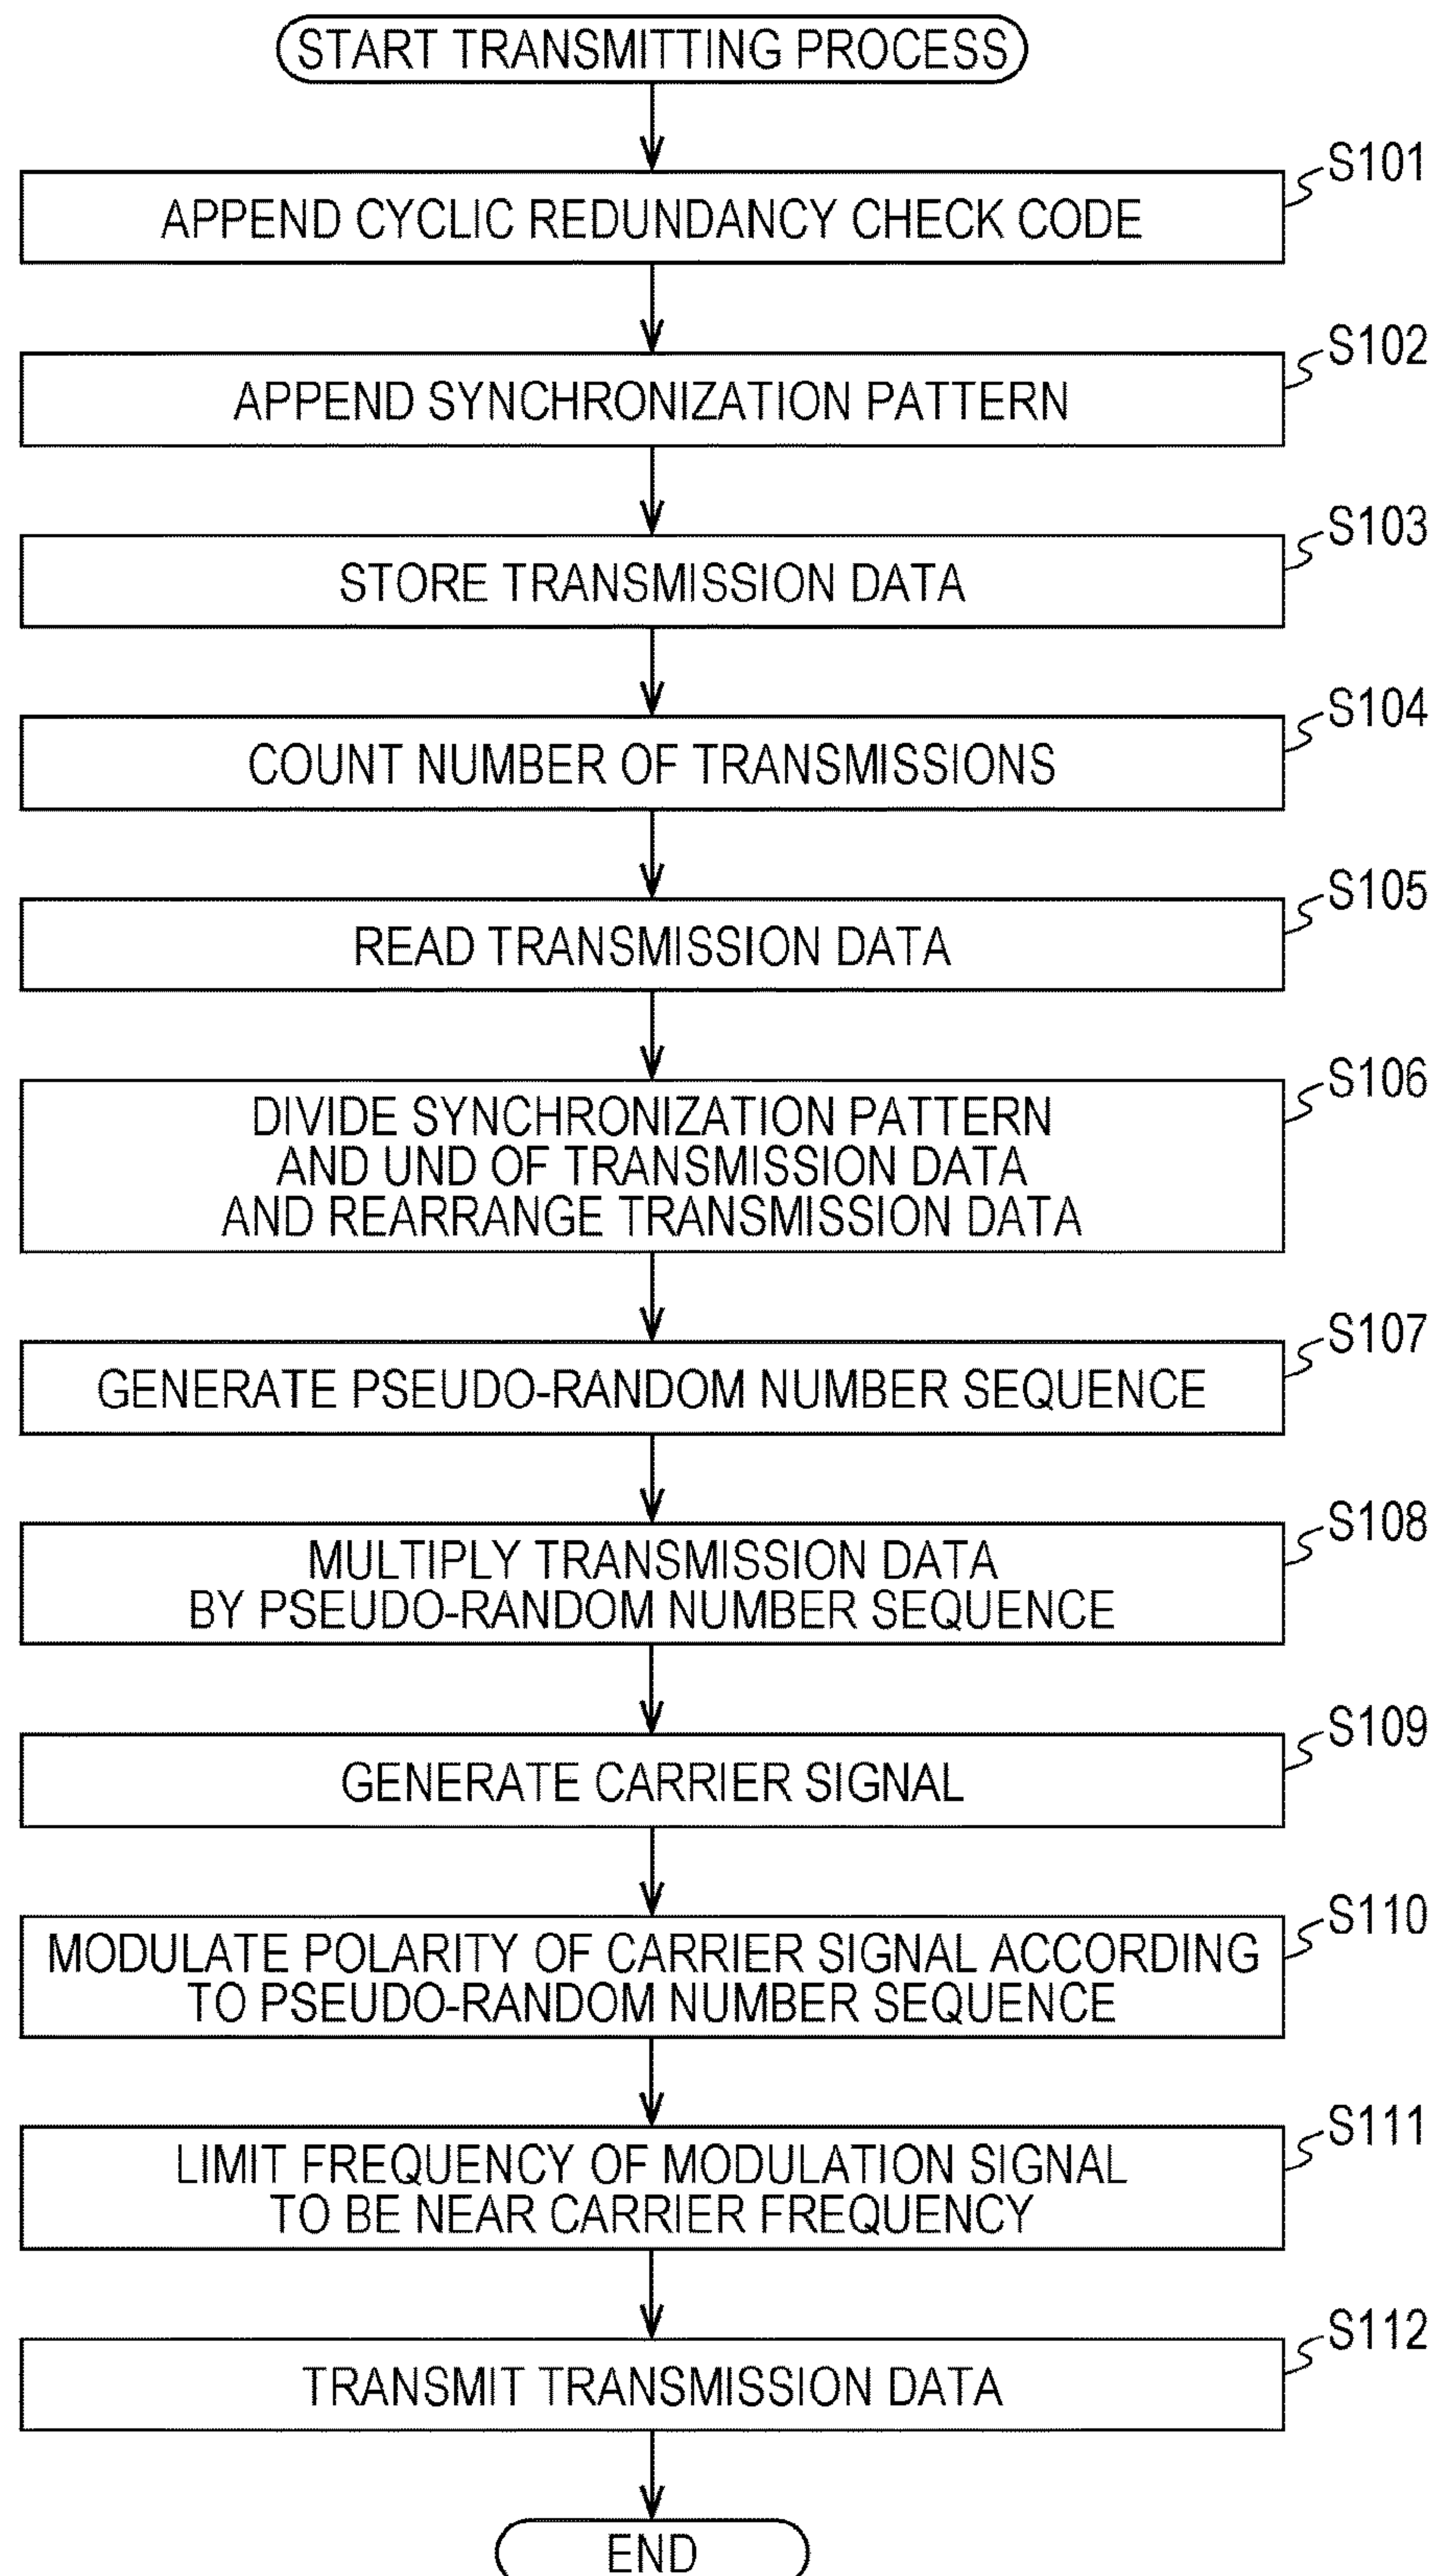 START TRANSMITTING PROCESS
S101
APPEND CYCLIC REDUNDANCY CHECK CODE
S102
APPEND SYNCHRONIZATION PATTERN
S103
STORE TRANSMISSION DATA
S104
COUNT NUMBER OF TRANSMISSIONS
S105
READ TRANSMISSION DATA
S106
DIVIDE SYNCHRONIZATION PATTERN
AND UND OF TRANSMISSION DATA
AND REARRANGE TRANSMISSION DATA
S107
GENERATE PSEUDO-RANDOM NUMBER SEQUENCE
S108
MULTIPLY TRANSMISSION DATA
BY PSEUDO-RANDOM NUMBER SEQUENCE
S109
GENERATE CARRIER SIGNAL
S110
MODULATE POLARITY OF CARRIER SIGNAL ACCORDING
TO PSEUDO-RANDOM NUMBER SEQUENCE
S111
LIMIT FREQUENCY OF MODULATION SIGNAL
TO BE NEAR CARRIER FREQUENCY
S112
TRANSMIT TRANSMISSION DATA
END